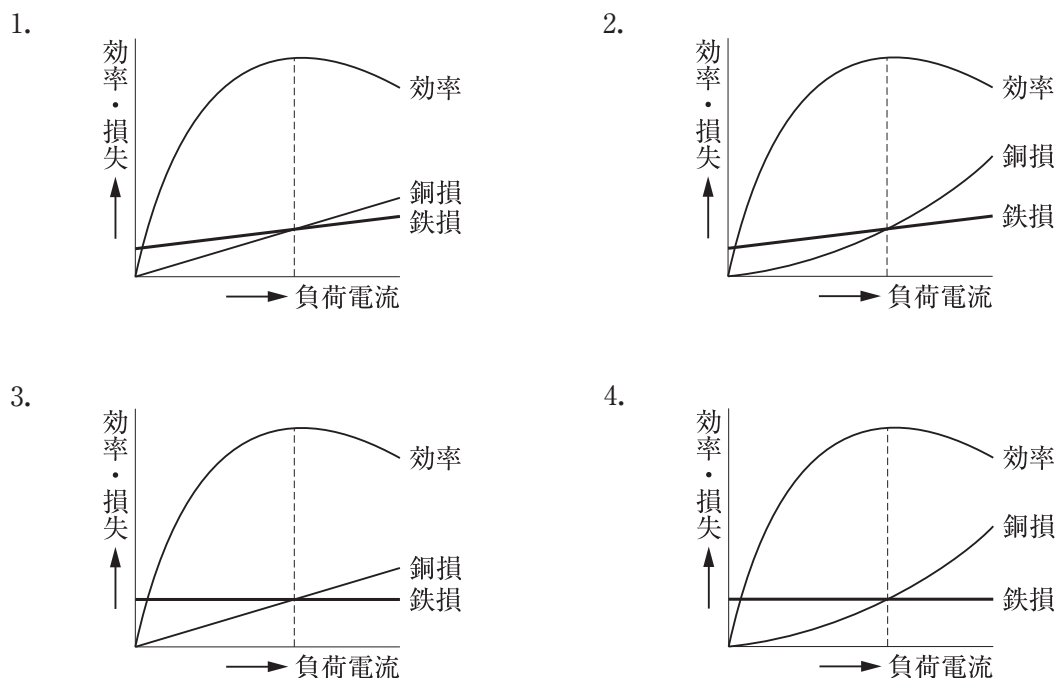 1.
効率・損失
効率
銅損
鉄損
負荷電流
2.
効率・損失
効率
銅損
鉄損
負荷電流
3.
効率・損失
効率
銅損
鉄損
負荷電流
4.
効率・損失
効率
銅損
鉄損
負荷電流